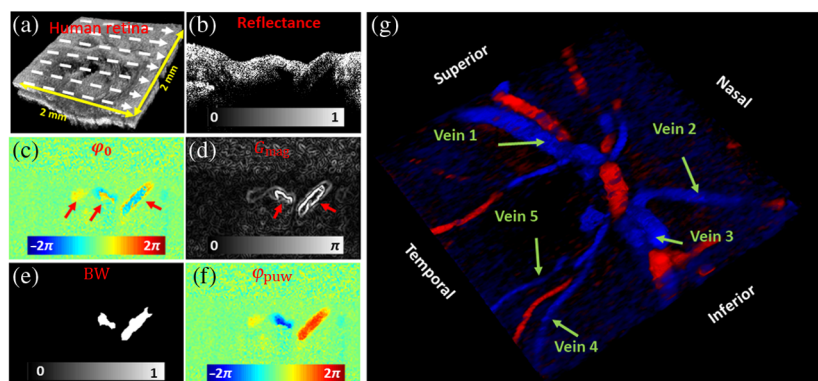 (a)
Human retina
2 mm
2 mm
(b)
Reflectance
0 1
(c)
φ₀
−2π 2π
(d)
0 π
(e)
BW
0 1
(f)
φpuw
−2π 2π
(g)
Superior
Nasal
Vein 1
Vein 2
Vein 5
Vein 3
Temporal
Inferior
Vein 4